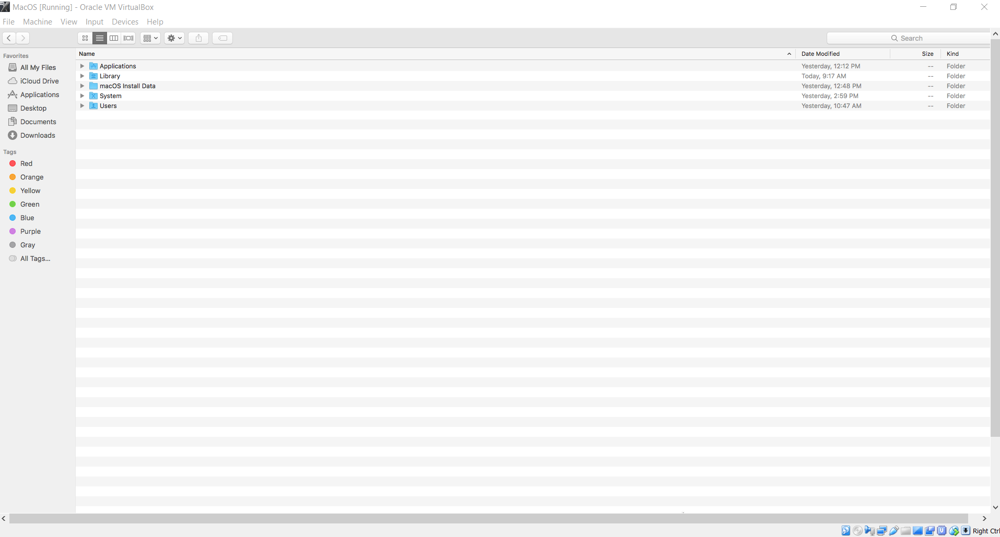 MacOS [Running] - Oracle VM VirtualBox
File Machine View Input Devices Help
Search
Favorites
All My Files
iCloud Drive
Applications
Desktop
Documents
Downloads
Tags
Red
Orange
Yellow
Green
Blue
Purple
Gray
All Tags...
Name Date Modified Size Kind
Applications Yesterday, 12:12 PM -- Folder
Library Today, 9:17 AM -- Folder
macOS Install Data Yesterday, 12:48 PM -- Folder
System Yesterday, 2:59 PM -- Folder
Users Yesterday, 10:47 AM -- Folder
Right Ctrl